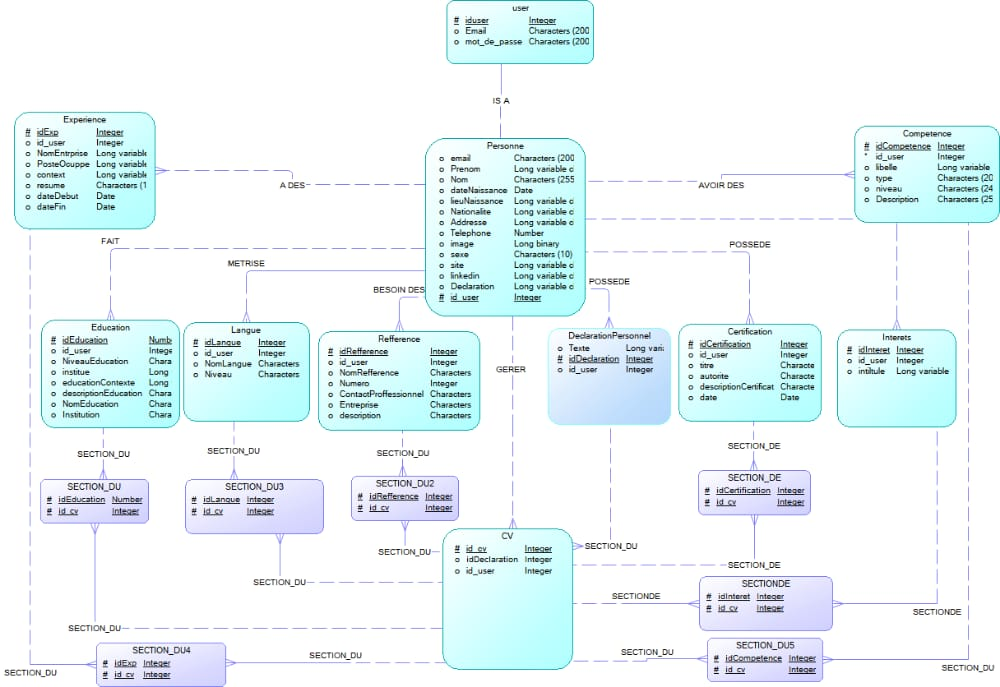 user
# iduser Integer
o Email Characters (200
o mot_de_passe Characters (200
IS A
Experience
# idExp Integer
o id_user Integer
o NomEntrprise Long variable
o PosteOcuppe Long variable
o context Long variable
o resume Characters (1
o dateDebut Date
o dateFin Date
A DES
Personne
o email Characters (200
o Prenom Long variable c
o Nom Characters (255
o dateNaissance Date
o lieuNaissance Long variable c
o Nationalite Long variable c
o Addresse Long variable c
o Telephone Number
o image Long binary
o sexe Characters (10)
o site Long variable c
o linkedin Long variable c
o Declaration Long variable c
# id_user Integer
AVOIR DES
Competence
# idCompetence Integer
* id_user Integer
o libelle Long variable
o type Characters (20
o niveau Characters (24
o Description Characters (25
FAIT
METRISE
BESOIN DES
POSSEDE
POSSEDE
GERER
Education
# idEducation Numb
o id_user Intege
o NiveauEducation Chara
o institue Long
o educationContexte Long
o descriptionEducation Chara
o NomEducation Chara
o Institution Chara
Langue
# idLangue Integer
o id_user Integer
o NomLangue Characters
o Niveau Characters
Refference
# idRefference Integer
o id_user Integer
o NomRefference Characters
o Numero Integer
o ContactProffessionnel Characters
o Entreprise Characters
o description Characters
DeclarationPersonnel
o Texte Long vari
# idDeclaration Integer
o id_user Integer
Certification
# idCertification Integer
o id_user Integer
o titre Characte
o autorite Characte
o descriptionCertificat Characte
o date Date
Interets
# idInteret Integer
o id_user Integer
o intiltule Long variable
SECTION_DU
SECTION_DU
SECTION_DU
SECTION_DE
SECTION_DU
# idEducation Number
# id_cv Integer
SECTION_DU3
# idLangue Integer
# id_cv Integer
SECTION_DU2
# idRefference Integer
# id_cv Integer
SECTION_DE
# idCertification Integer
# id_cv Integer
CV
# id_cv Integer
o idDeclaration Integer
o id_user Integer
SECTION_DU
SECTION_DU
SECTION_DE
SECTION_DU
SECTIONDE
SECTIONDE
# idInteret Integer
# id_cv Integer
SECTIONDE
SECTION_DU
SECTION_DU4
# idExp Integer
# id_cv Integer
SECTION_DU
SECTION_DU
SECTION_DU5
# idCompetence Integer
# id_cv Integer
SECTION_DU
SECTION_DU